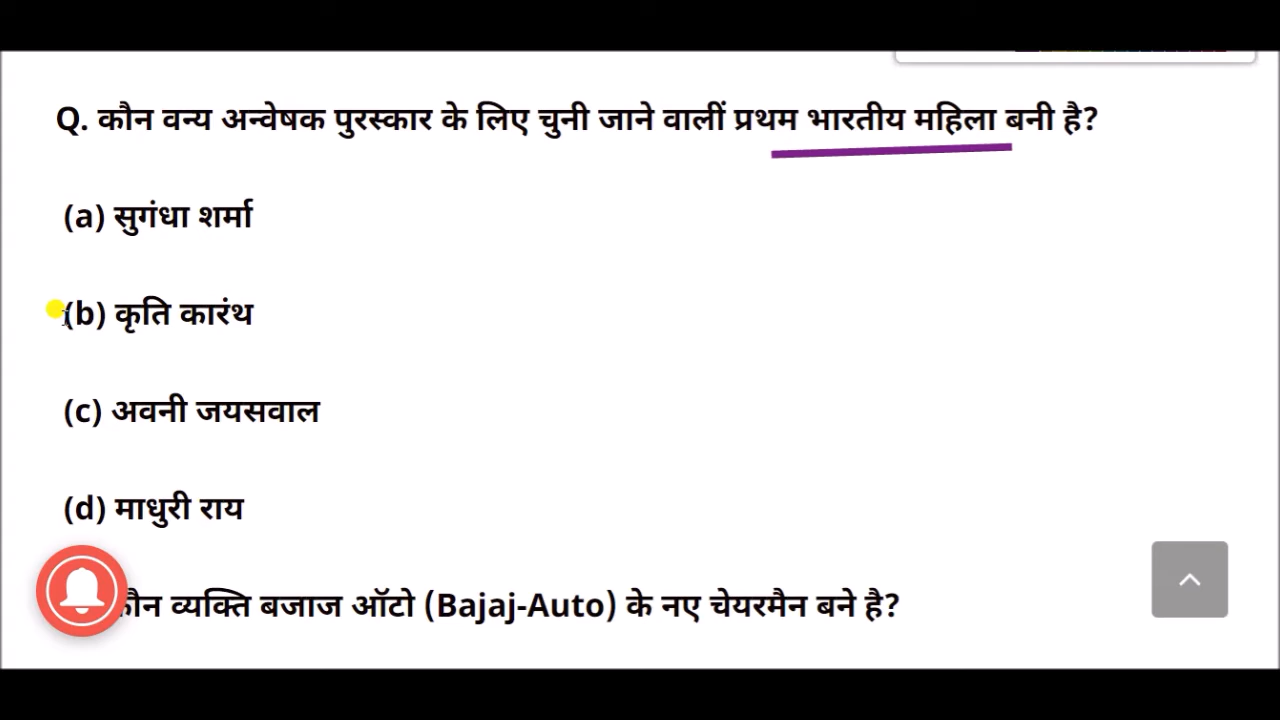 Q. कौन वन्य अन्वेषक पुरस्कार के लिए चुनी जाने वालीं प्रथम भारतीय महिला बनी है?
(a) सुगंधा शर्मा
(b) कृति कारंथ
(c) अवनी जयसवाल
(d) माधुरी राय
व्यक्ति बजाज ऑटो (Bajaj-Auto) के नए चेयरमैन बने है?